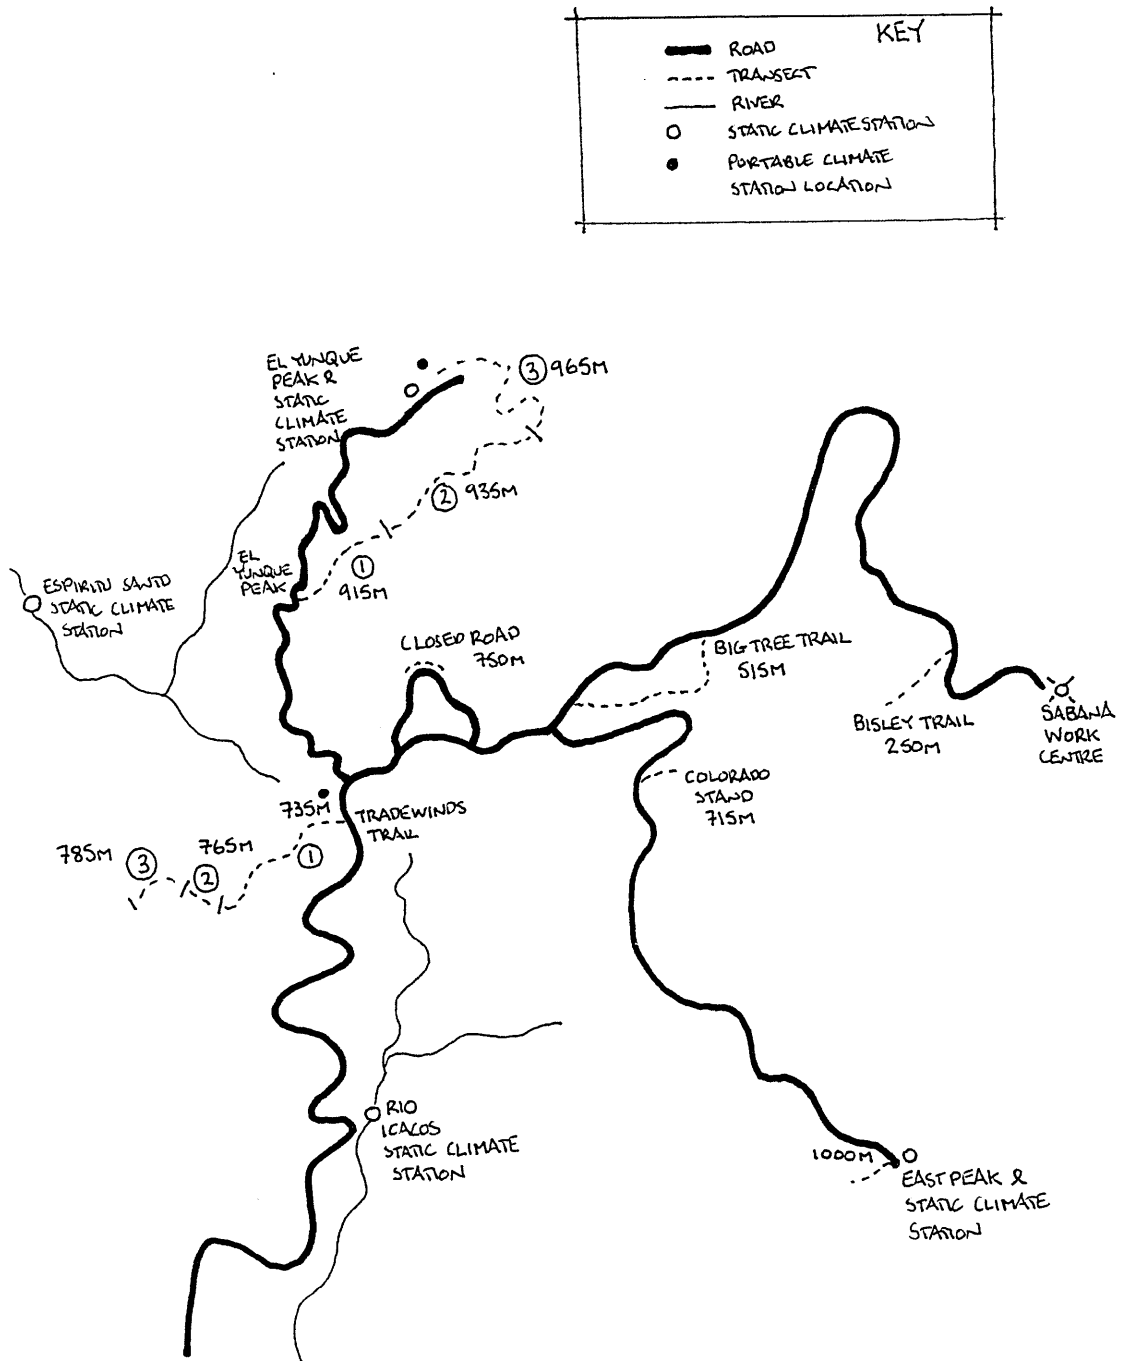 KEY
ROAD
TRANSECT
RIVER
STATIC CLIMATE STATION
PORTABLE CLIMATE
STATION LOCATION
EL YUNQUE
PEAK &
STATIC
CLIMATE
STATION
3 965M
2 935M
EL
YUNQUE
PEAK
1
915M
ESPIRITU SANTO
STATIC CLIMATE
STATION
CLOSED ROAD
750M
BIG TREE TRAIL
515M
BISLEY TRAIL
250M
SABANA
WORK
CENTRE
COLORADO
STAND
715M
735M
TRADEWINDS
TRAIL
785M 3
765M
2
1
RIO
ICACOS
STATIC CLIMATE
STATION
1000M
EAST PEAK &
STATIC CLIMATE
STATION